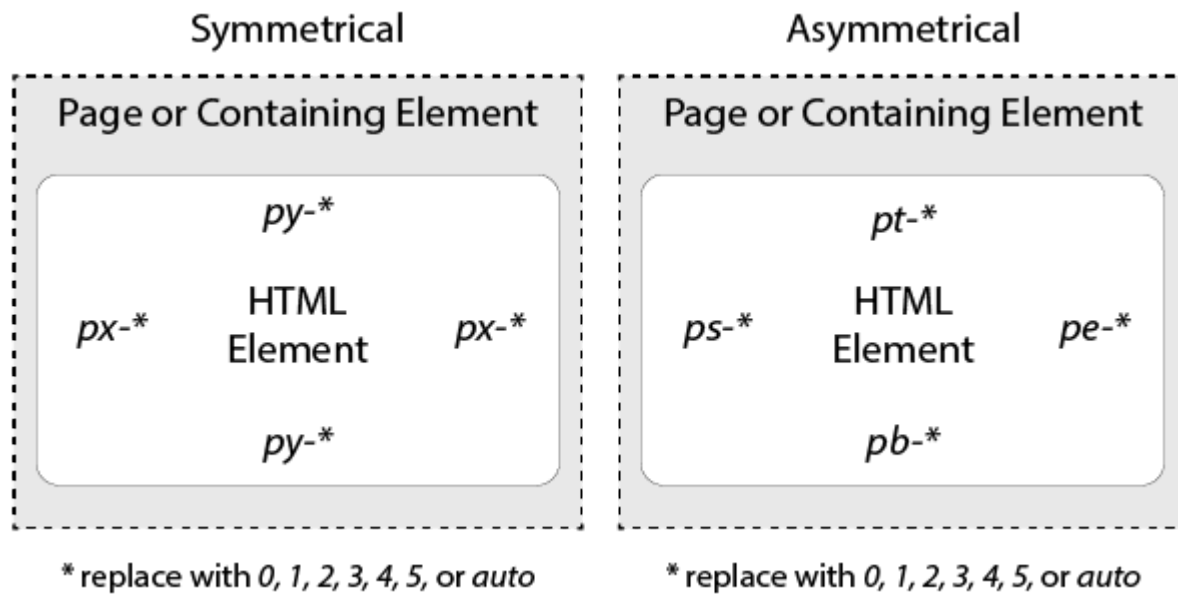 Symmetrical
Page or Containing Element
py-*
px-*
HTML
Element
px-*
py-*
* replace with 0, 1, 2, 3, 4, 5, or auto
Asymmetrical
Page or Containing Element
pt-*
ps-*
HTML
Element
pe-*
pb-*
* replace with 0, 1, 2, 3, 4, 5, or auto